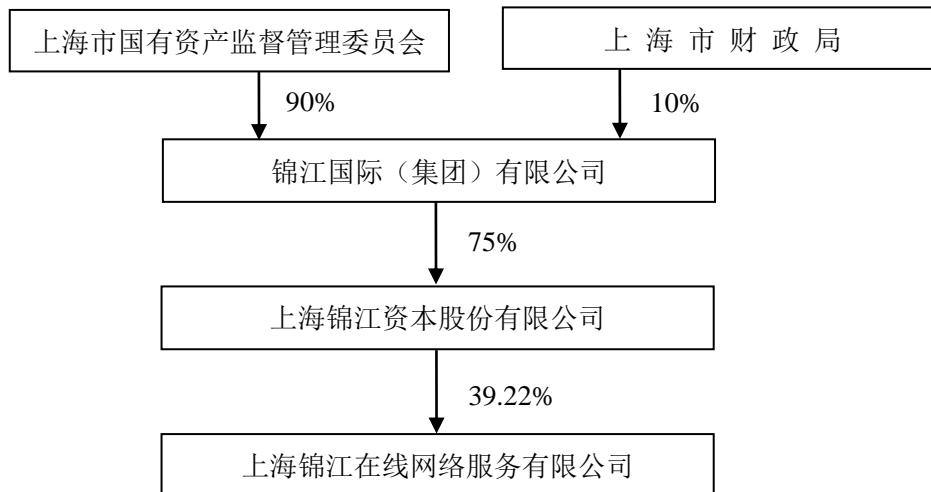 上海市国有资产监督管理委员会
上 海 市 财 政 局
90%
10%
锦江国际（集团）有限公司
75%
上海锦江资本股份有限公司
39.22%
上海锦江在线网络服务有限公司